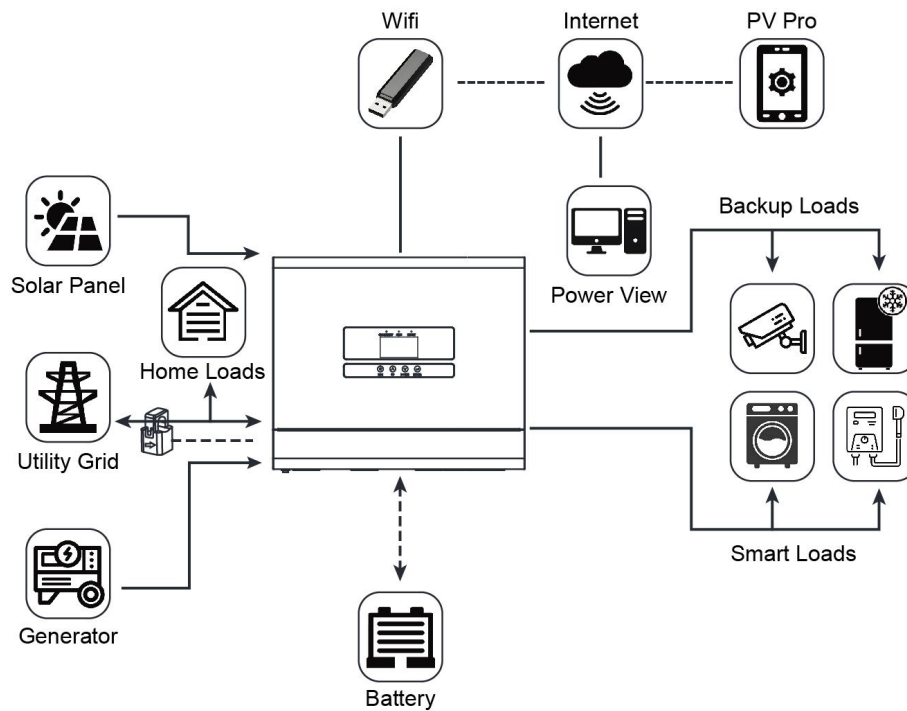 Wifi
Internet
PV Pro
Solar Panel
Home Loads
Power View
Backup Loads
Utility Grid
Smart Loads
Generator
Battery